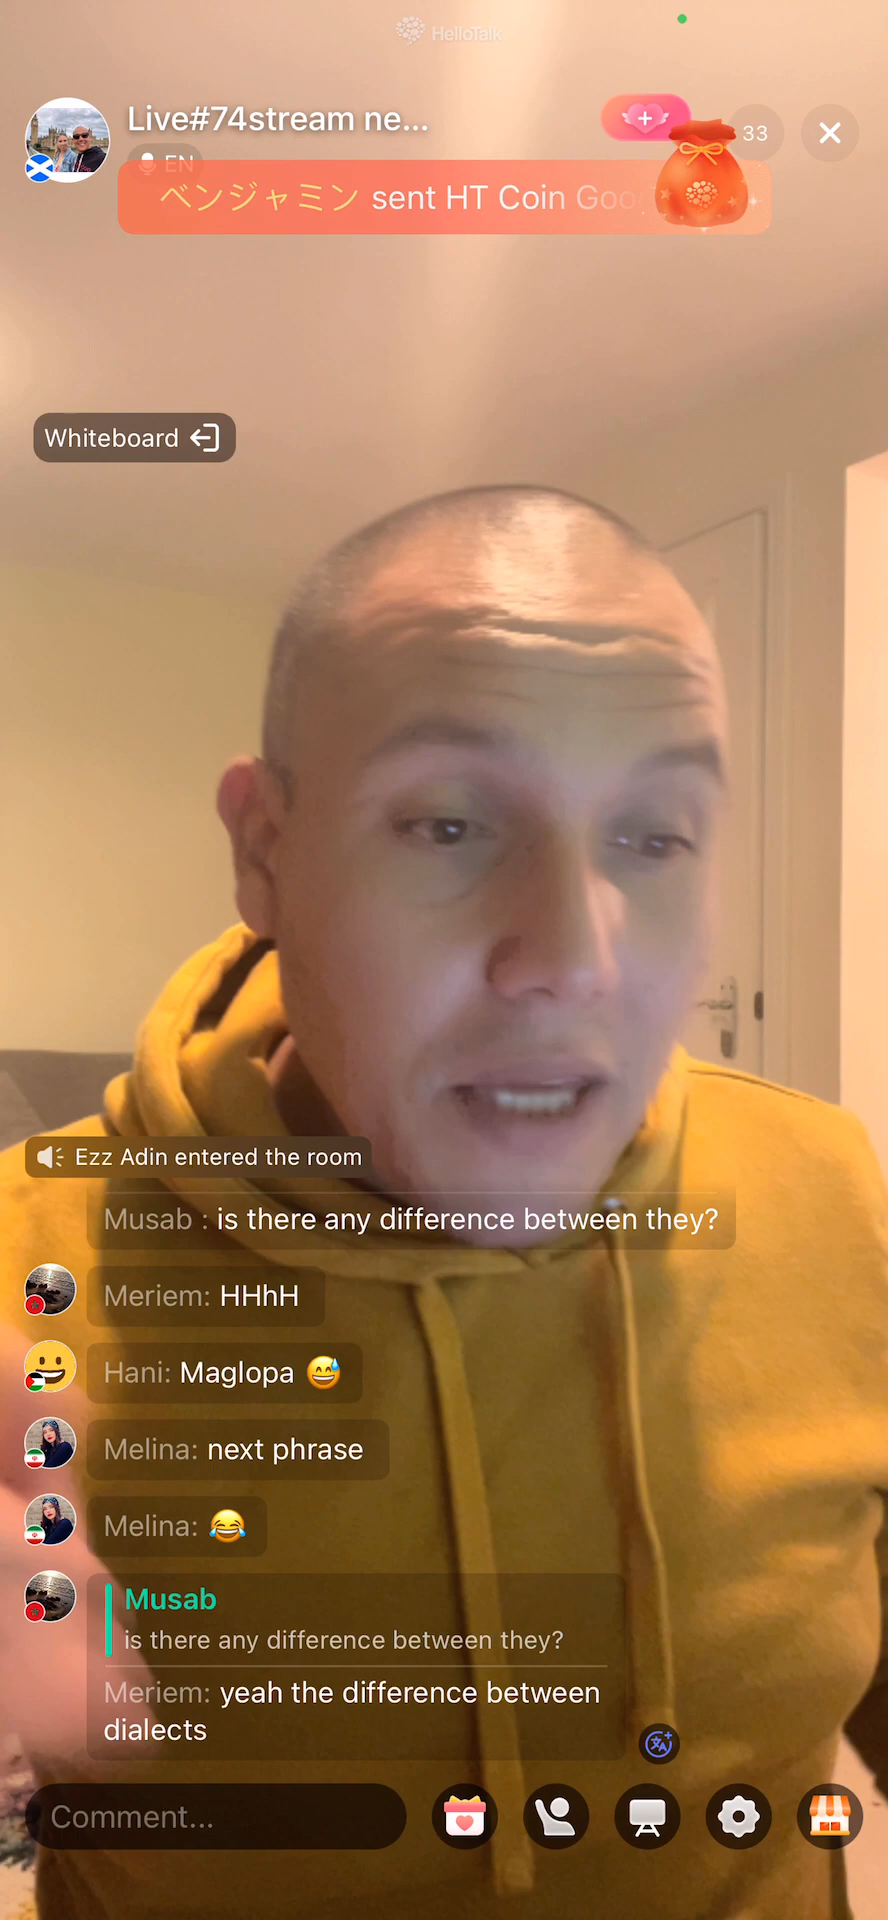 HelloTalk
Live#74stream ne...
33
EN
ベンジャミン sent HT Coin Goo
Whiteboard
Ezz Adin entered the room
Musab : is there any difference between they?
Meriem: HHhH
Hani: Maglopa 😅
Melina: next phrase
Melina: 😂
Musab
is there any difference between they?
Meriem: yeah the difference between
dialects
Comment...